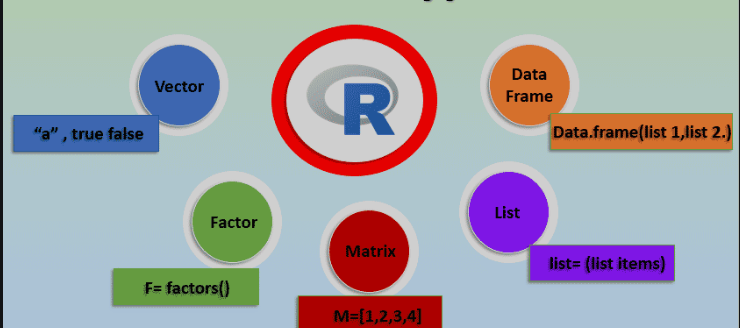 Vector
"a" , true false
R
Data
Frame
Data.frame(list 1,list 2.)
Factor
F= factors()
Matrix
M=[1,2,3,4]
List
list= (list items)